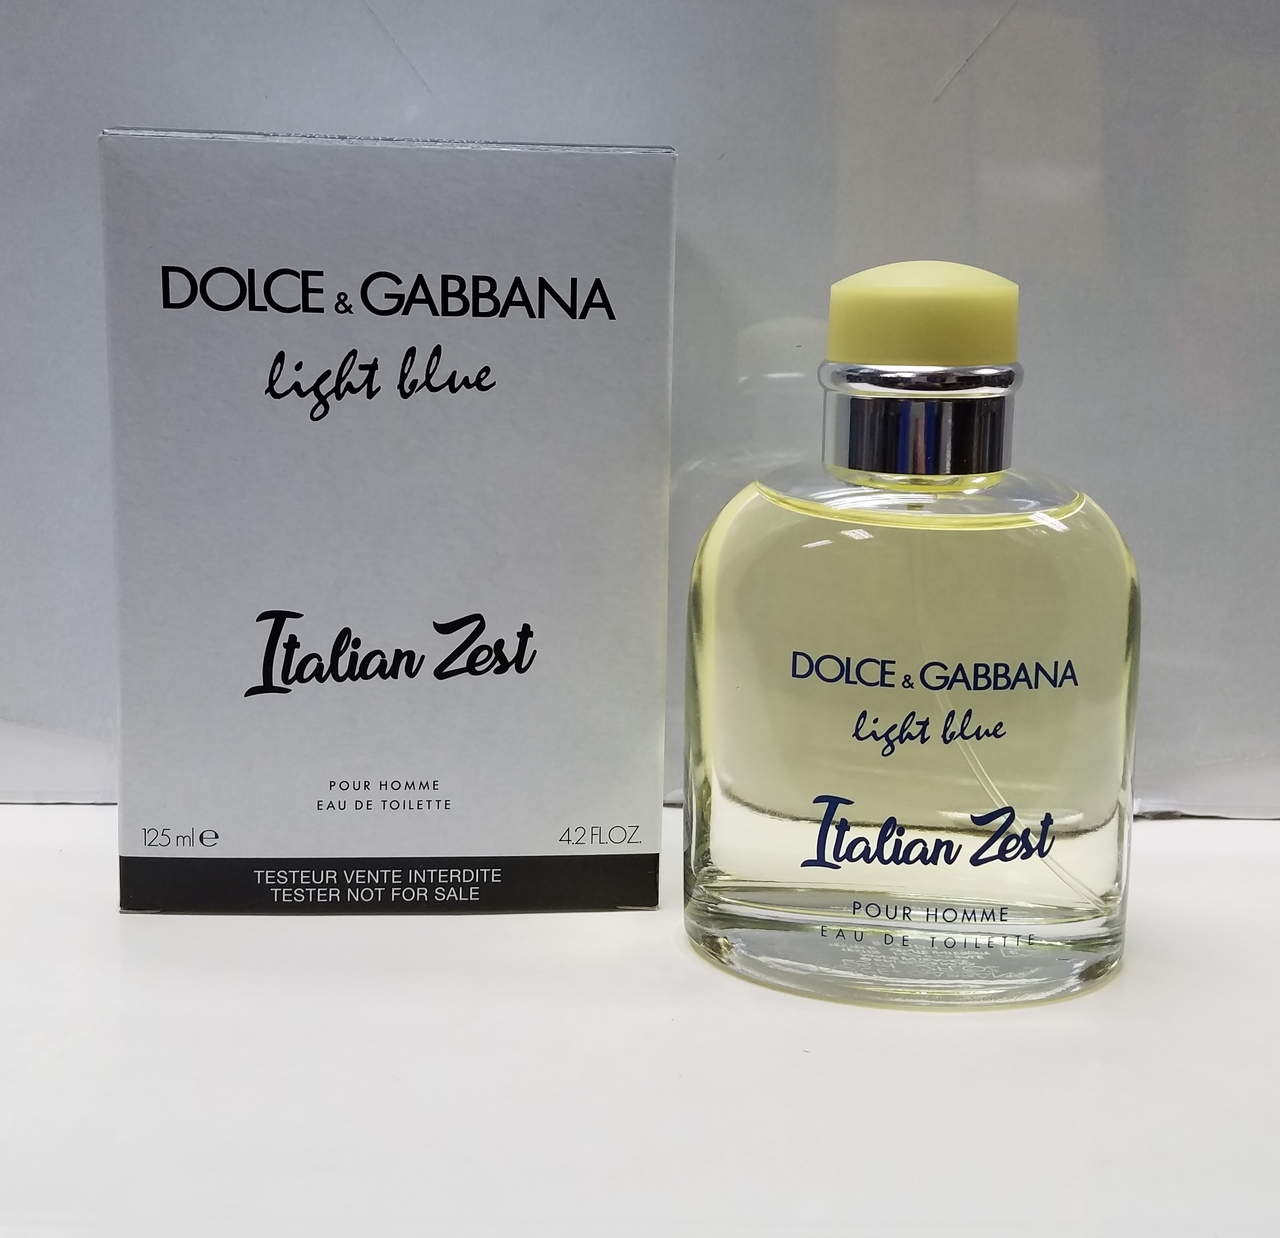 DOLCE & GABBANA
light blue
Italian Zest
POUR HOMME
EAU DE TOILETTE
125 ml ℮
4.2 FL.OZ.
TESTEUR VENTE INTERDITE
TESTER NOT FOR SALE
DOLCE & GABBANA
light blue
Italian Zest
POUR HOMME
EAU DE TOILETTE